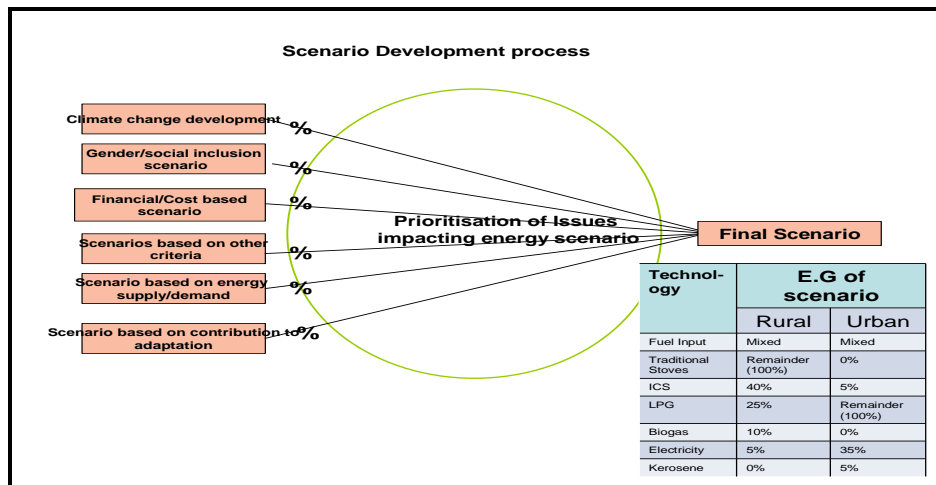 Scenario Development process
Climate change development
%
Gender/social inclusion
scenario
%
Financial/Cost based
scenario
%
Scenarios based on other
criteria
%
Scenario based on energy
supply/demand
%
Scenario based on contribution to
adaptation
%
Prioritisation of Issues
impacting energy scenario
Final Scenario
Technol-
ogy
E.G of
scenario
Rural Urban
Fuel Input Mixed Mixed
Traditional
Stoves
Remainder
(100%)
0%
ICS 40% 5%
LPG 25% Remainder
(100%)
Biogas 10% 0%
Electricity 5% 35%
Kerosene 0% 5%